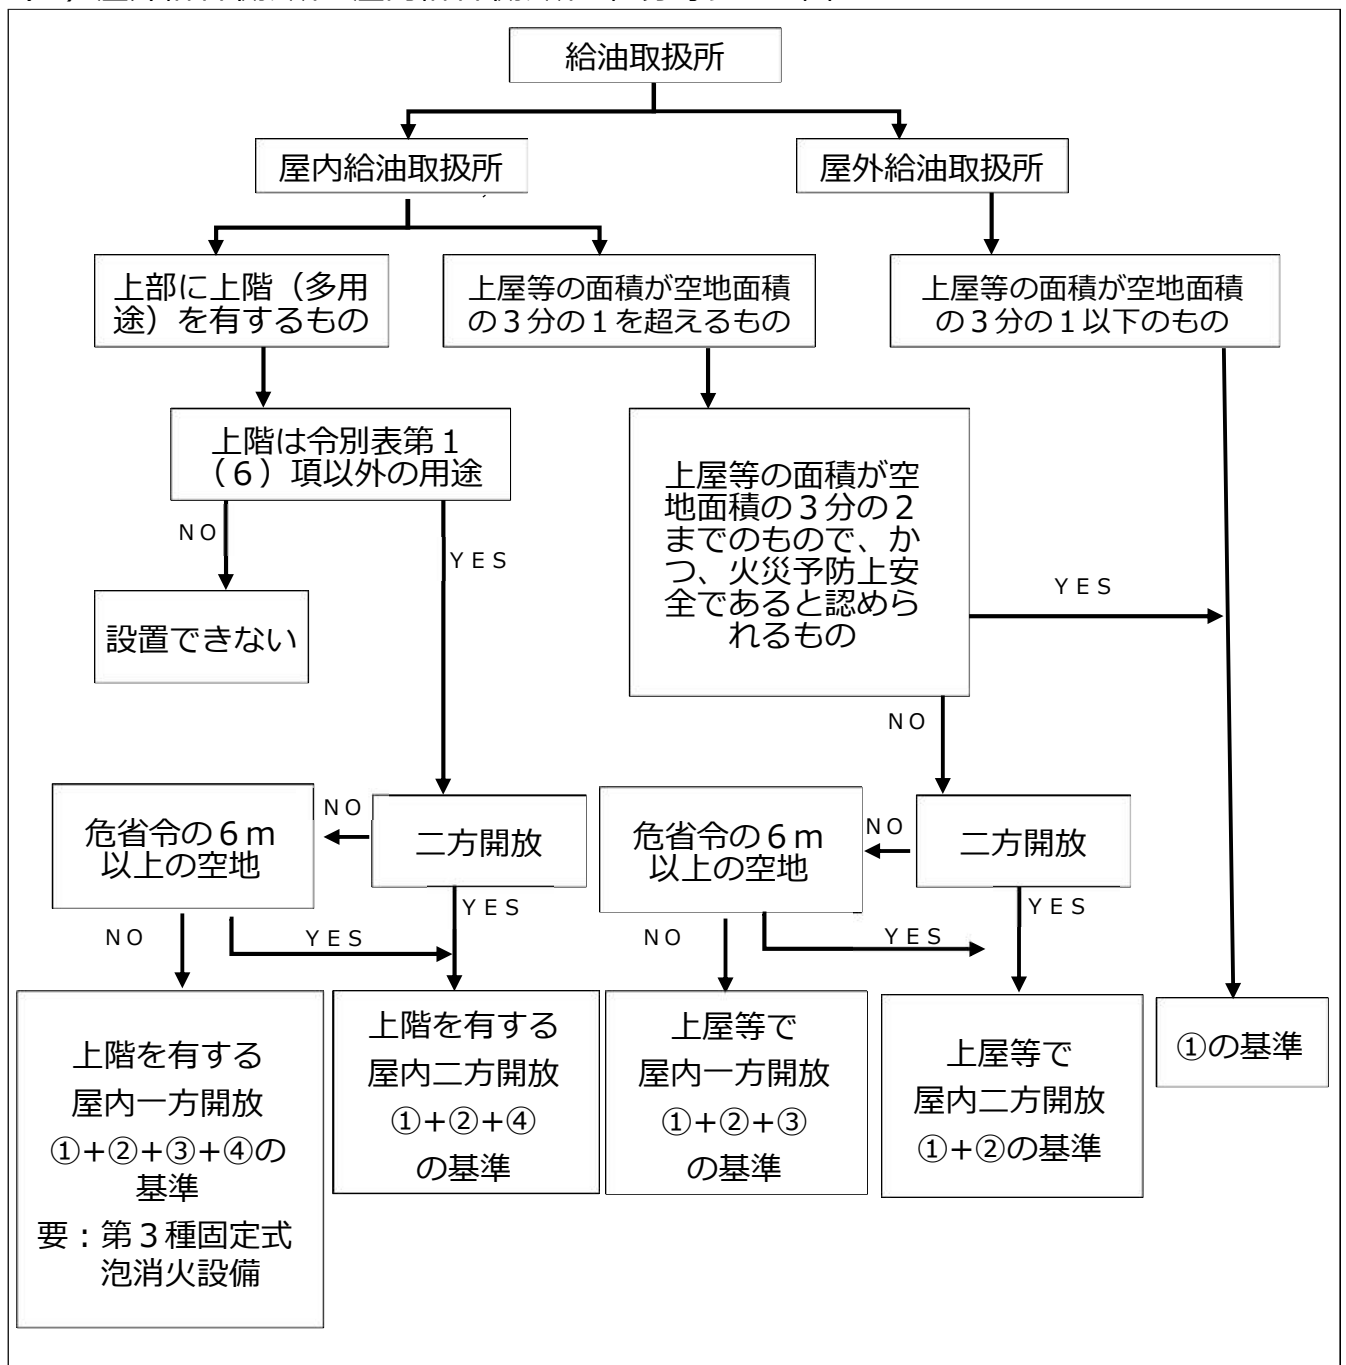 給油取扱所
屋内給油取扱所
屋外給油取扱所
上部に上階（多用
途）を有するもの
上屋等の面積が空地面積
の３分の１を超えるもの
上屋等の面積が空地面積
の３分の１以下のもの
上階は令別表第１
（６）項以外の用途
上屋等の面積が空
地面積の３分の２
までのもので、か
つ、火災予防上安
全であると認めら
れるもの
ＮＯ
ＹＥＳ
ＹＥＳ
設置できない
ＮＯ
危省令の６ｍ
以上の空地
ＮＯ
二方開放
危省令の６ｍ
以上の空地
ＮＯ
二方開放
ＮＯ
ＹＥＳ
ＹＥＳ
ＮＯ
ＹＥＳ
ＹＥＳ
上階を有する
屋内一方開放
①+②+③+④の
基準
要：第３種固定式
泡消火設備
上階を有する
屋内二方開放
①+②+④
の基準
上屋等で
屋内一方開放
①+②+③
の基準
上屋等で
屋内二方開放
①+②の基準
①の基準